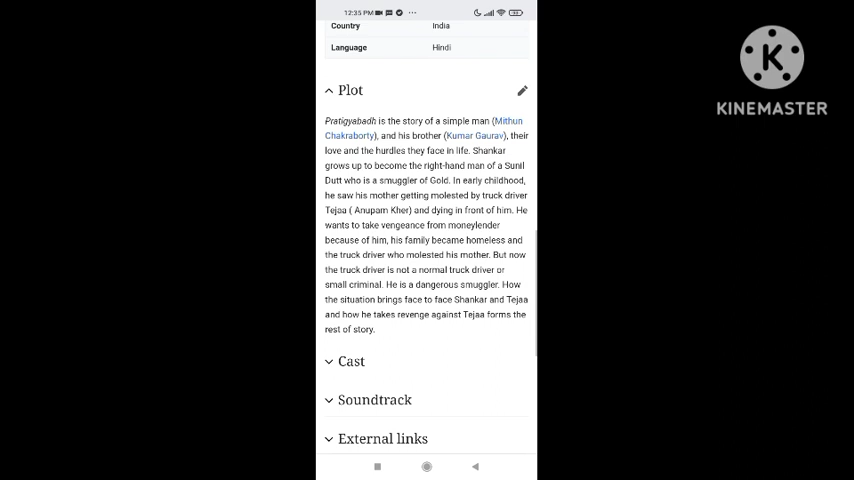 12:35 PM
Country India
Language Hindi
Plot
Pratigyabadh is the story of a simple man (Mithun
Chakraborty), and his brother (Kumar Gaurav), their
love and the hurdles they face in life. Shankar
grows up to become the right-hand man of a Sunil
Dutt who is a smuggler of Gold. In early childhood,
he saw his mother getting molested by truck driver
Tejaa ( Anupam Kher) and dying in front of him. He
wants to take vengeance from moneylender
because of him, his family became homeless and
the truck driver who molested his mother. But now
the truck driver is not a normal truck driver or
small criminal. He is a dangerous smuggler. How
the situation brings face to face Shankar and Tejaa
and how he takes revenge against Tejaa forms the
rest of story.
Cast
Soundtrack
External links
K
KINEMASTER